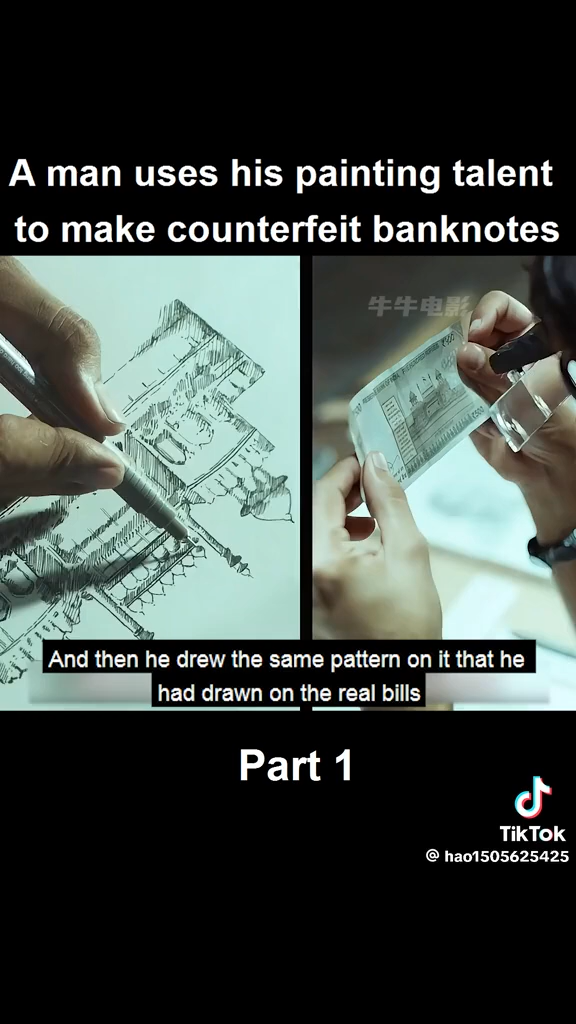 A man uses his painting talent
to make counterfeit banknotes
牛牛电影
And then he drew the same pattern on it that he
had drawn on the real bills
Part 1
TikTok
@ hao1505625425